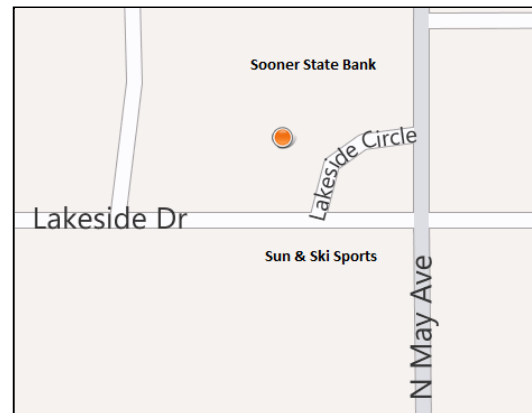 Sooner State Bank
Lakeside Circle
Lakeside Dr
Sun & Ski Sports
N May Ave